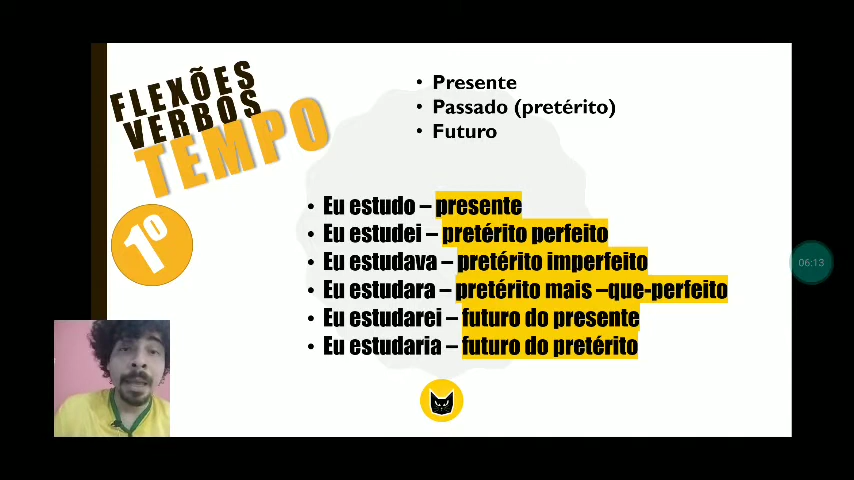 FLEXÕES
VERBOS
TEMPO
1º
• Presente
• Passado (pretérito)
• Futuro
• Eu estudo – presente
• Eu estudei – pretérito perfeito
• Eu estudava – pretérito imperfeito
• Eu estudara – pretérito mais –que-perfeito
• Eu estudarei – futuro do presente
• Eu estudaria – futuro do pretérito
06:13